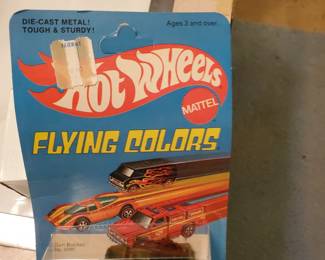 DIE-CAST METAL!
TOUGH & STURDY!
Ages 3 and over.
Hot Wheels
MATTEL
FLYING COLORS